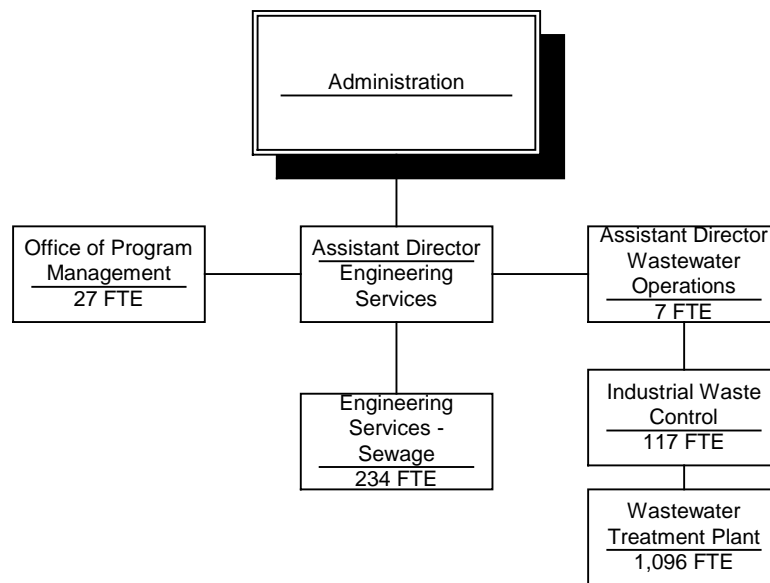 Administration
Office of Program
Management
27 FTE
Assistant Director
Engineering
Services
Assistant Director
Wastewater
Operations
7 FTE
Engineering
Services -
Sewage
234 FTE
Industrial Waste
Control
117 FTE
Wastewater
Treatment Plant
1,096 FTE